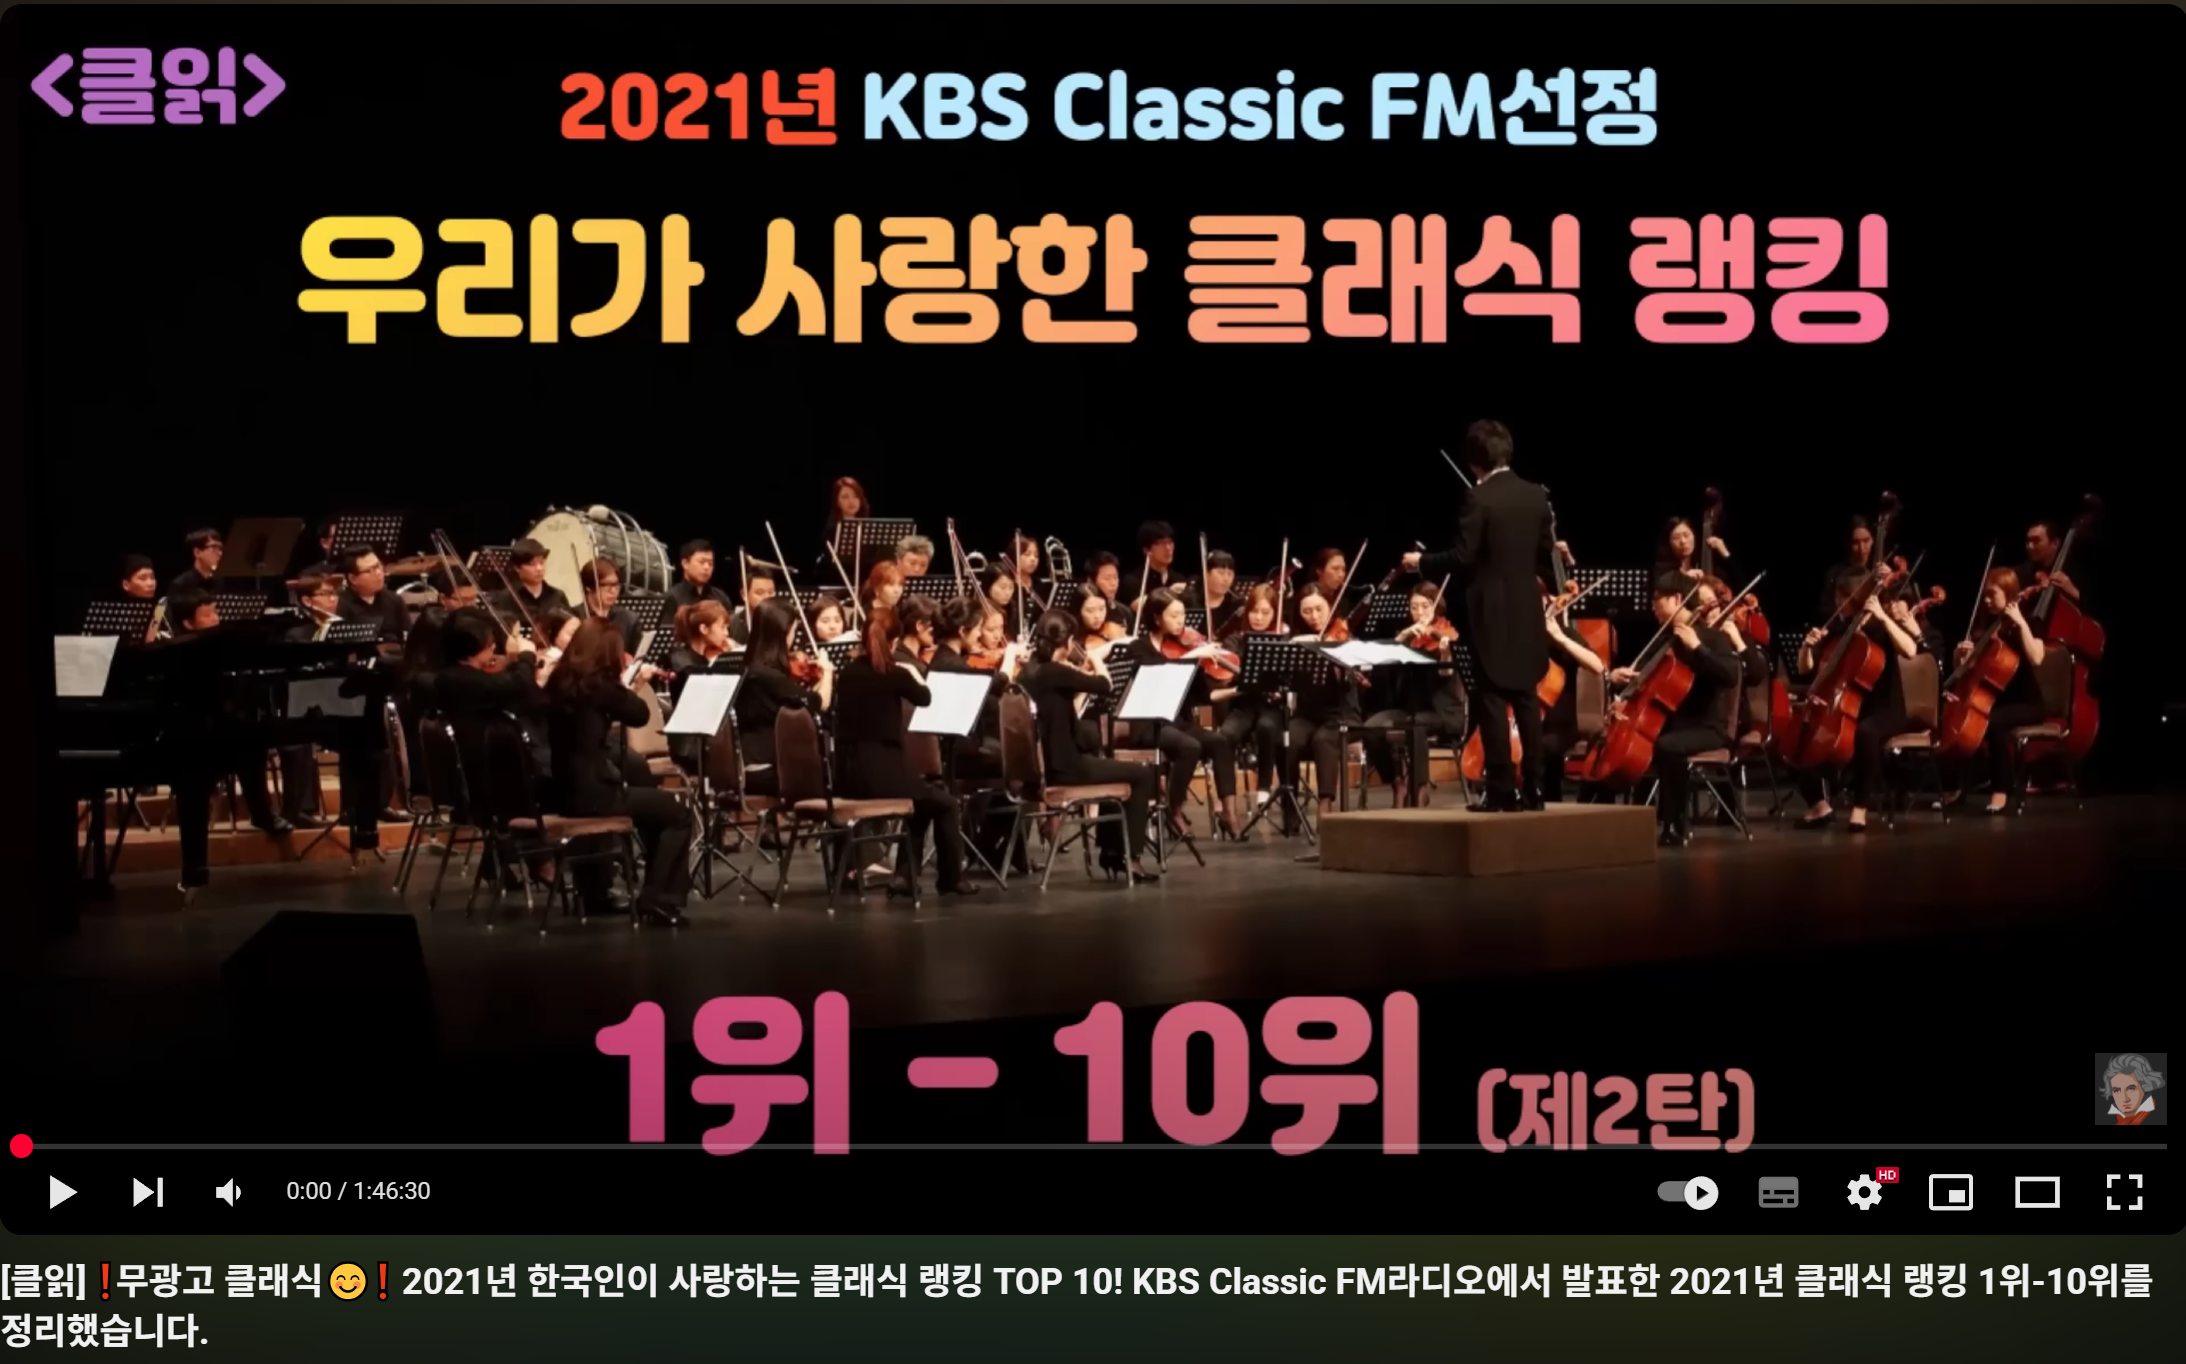 <클읽>
2021년 KBS Classic FM선정
우리가 사랑한 클래식 랭킹
1위 - 10위 (제2탄)
0:00 / 1:46:30
HD
[클읽]❗무광고 클래식😊❗2021년 한국인이 사랑하는 클래식 랭킹 TOP 10! KBS Classic FM라디오에서 발표한 2021년 클래식 랭킹 1위-10위를
정리했습니다.